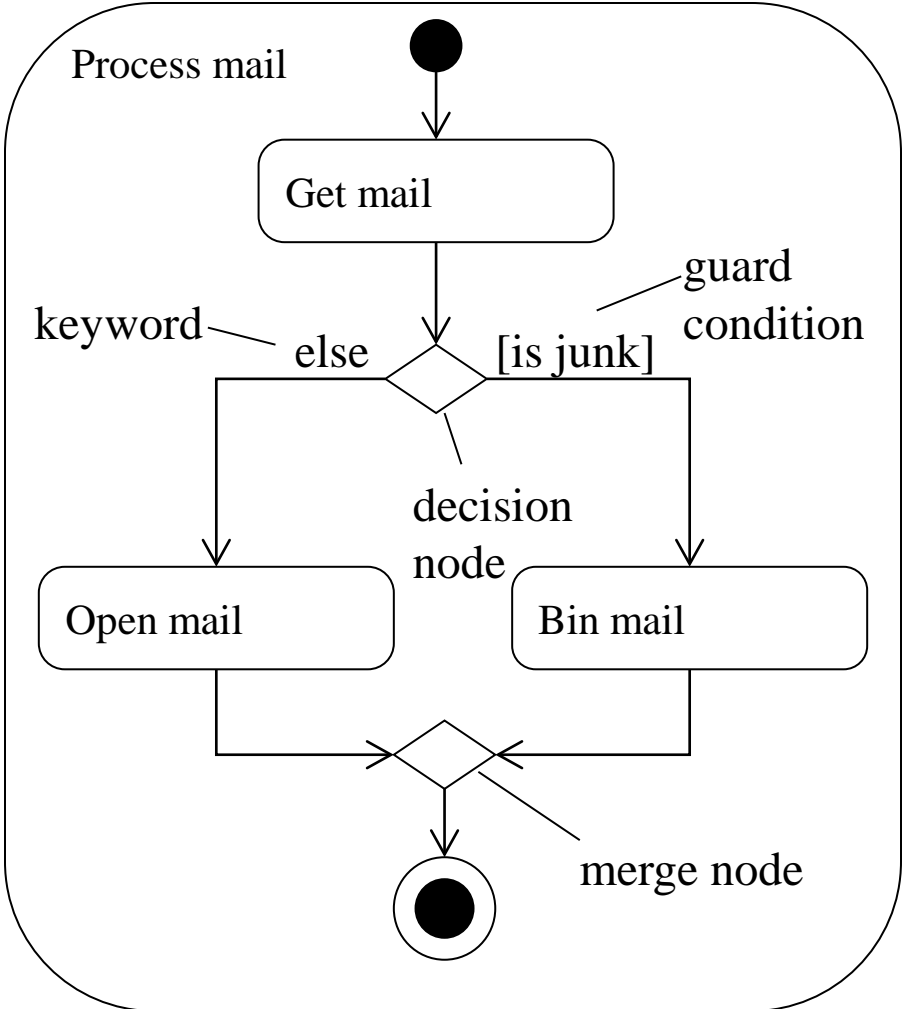 Process mail
Get mail
guard
condition
keyword
else
[is junk]
decision
node
Open mail
Bin mail
merge node